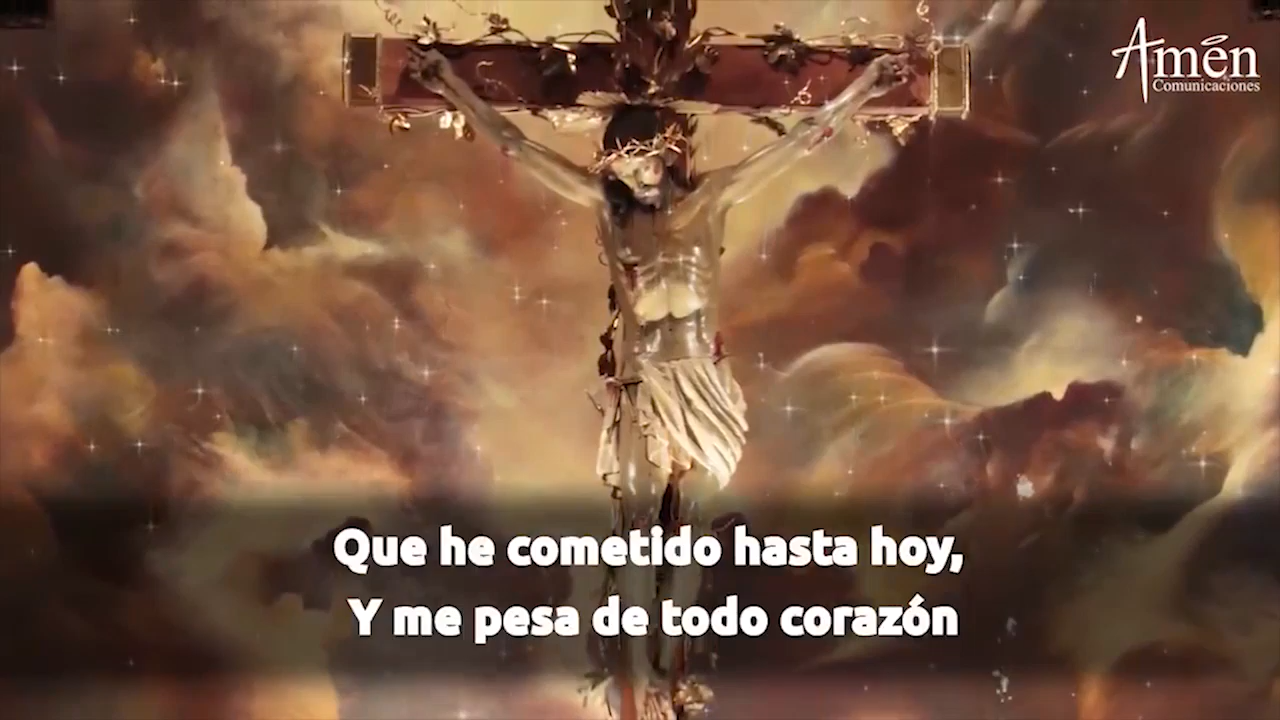 Amén
Comunicaciones
Que he cometido hasta hoy,
Y me pesa de todo corazón